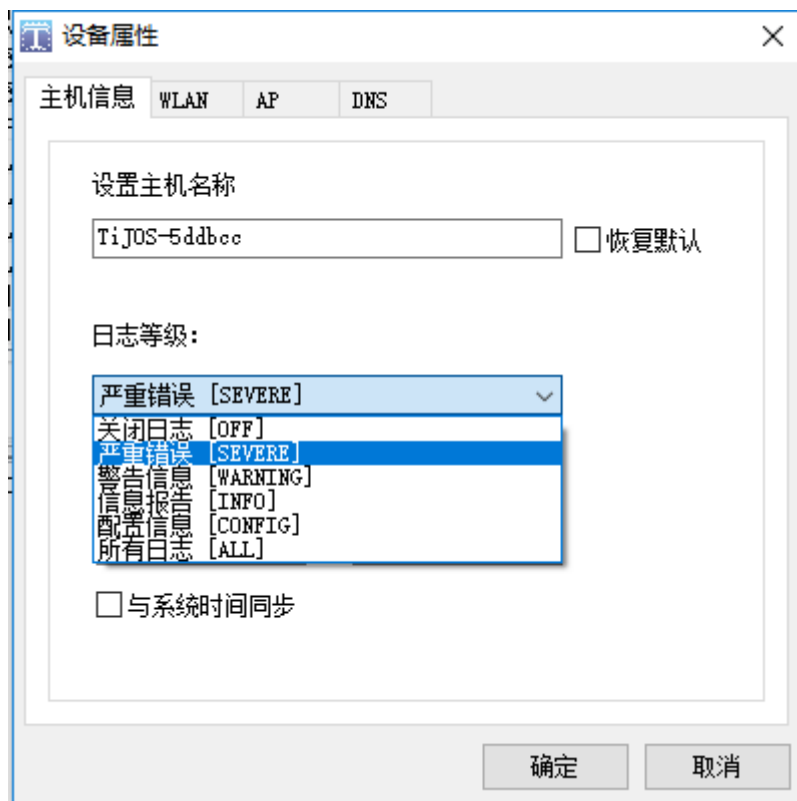 设备属性
主机信息 WLAN AP DNS
设置主机名称
TiJOS-5ddbcc
恢复默认
日志等级:
严重错误 [SEVERE]
关闭日志 [OFF]
严重错误 [SEVERE]
警告信息 [WARNING]
信息报告 [INFO]
配置信息 [CONFIG]
所有日志 [ALL]
与系统时间同步
确定 取消